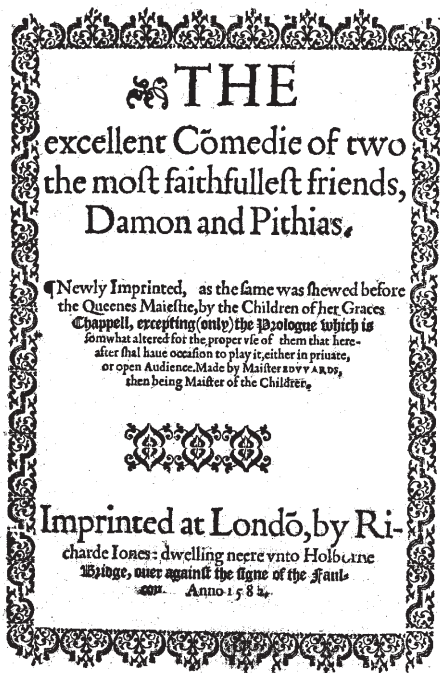 THE
excellent Cõmedie of two
the moſt faithfulleſt friends,
Damon and Pithias.
¶Newly Imprinted, as the ſame was ſhewed before
the Queenes Maieſtie, by the Children of her Graces
Chappell, excepting (only) the Prologue which is
ſomwhat altered for the proper vſe of them that here-
after ſhal haue occaſion to play it, either in priuate,
or open Audience. Made by Maiſter EDVVARDS,
then being Maiſter of the Children.
Imprinted at Londõ, by Ri-
charde Iones: dwelling neere vnto Holburne
Bridge, ouer againſt the ſigne of the Faul-
con. Anno 1582.